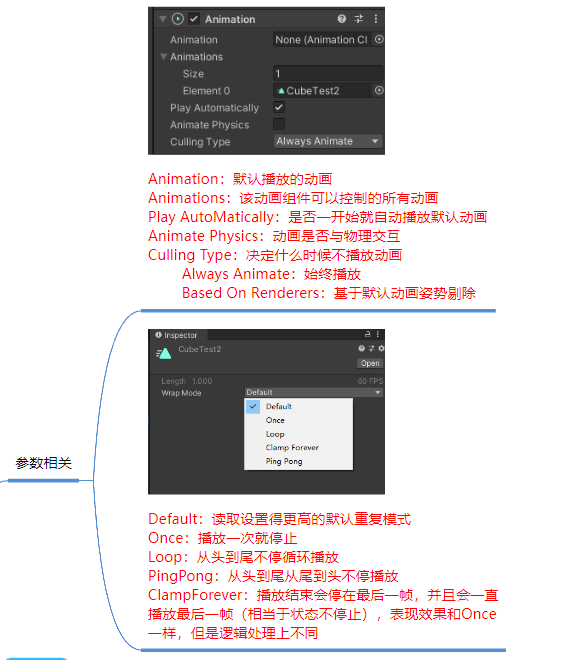 Animation
Animation None (Animation Cl
Animations
Size 1
Element 0 CubeTest2
Play Automatically
Animate Physics
Culling Type Always Animate
Animation：默认播放的动画
Animations：该动画组件可以控制的所有动画
Play AutoMatically：是否一开始就自动播放默认动画
Animate Physics：动画是否与物理交互
Culling Type：决定什么时候不播放动画
Always Animate：始终播放
Based On Renderers：基于默认动画姿势剔除
Inspector
CubeTest2
Open
Length 1.000 60 FPS
Wrap Mode Default
Default
Once
Loop
Clamp Forever
Ping Pong
参数相关
Default：读取设置得更高的默认重复模式
Once：播放一次就停止
Loop：从头到尾不停循环播放
PingPong：从头到尾从尾到头不停播放
ClampForever：播放结束会停在最后一帧，并且会一直
播放最后一帧（相当于状态不停止），表现效果和Once
一样，但是逻辑处理上不同